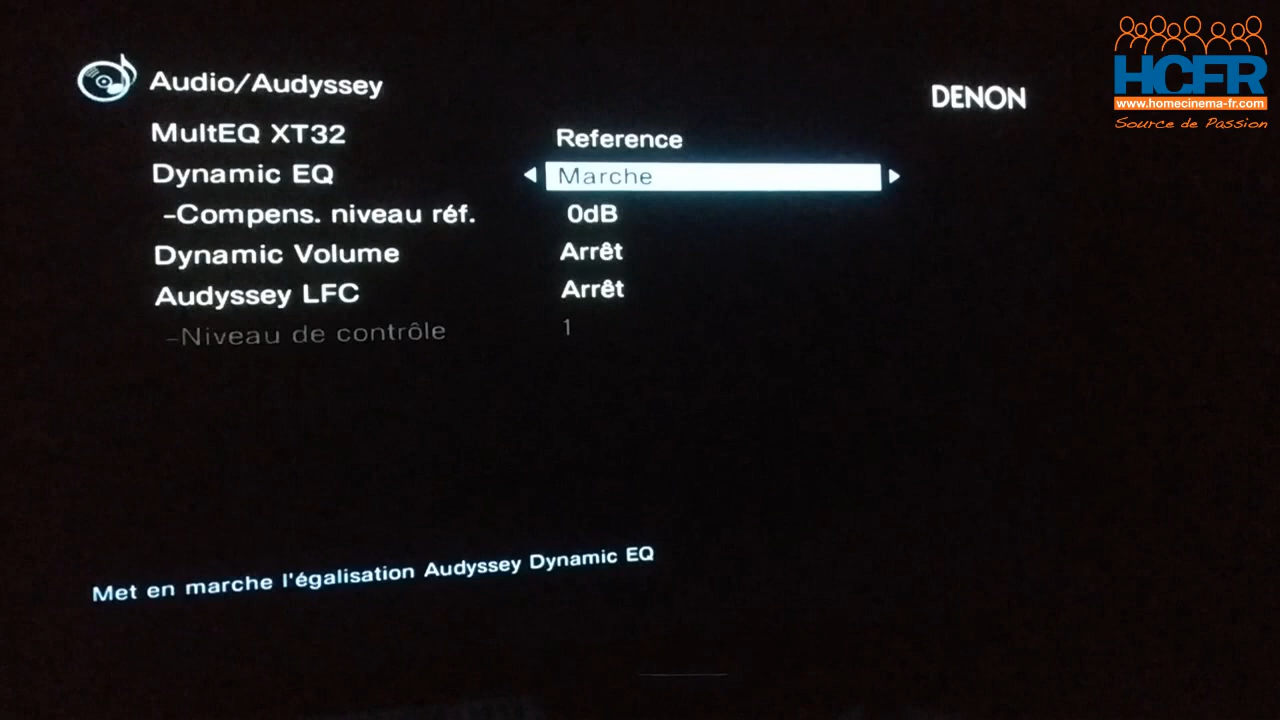 HCFR
www.homecinema-fr.com
Source de Passion
Audio/Audyssey
DENON
MultEQ XT32 Reference
Dynamic EQ Marche
-Compens. niveau réf. 0dB
Dynamic Volume Arrêt
Audyssey LFC Arrêt
-Niveau de contrôle 1
Met en marche l'égalisation Audyssey Dynamic EQ